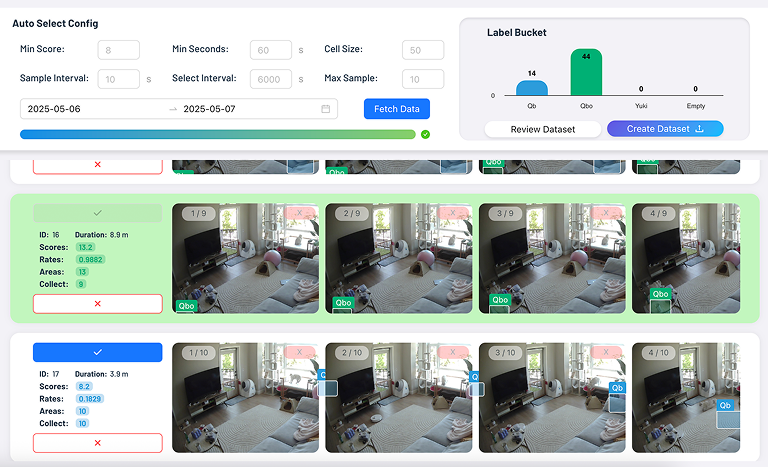 Auto Select Config
Min Score: 8 Min Seconds: 60 s Cell Size: 50
Sample Interval: 10 s Select Interval: 6000 s Max Sample: 10
2025-05-06 → 2025-05-07 Fetch Data
Label Bucket
14 44 0 0
0
Qb Qbo Yuki Empty
Review Dataset Create Dataset
Qbo Qbo Qbo
ID: 16 Duration: 8.9 m
Scores: 13.2
Rates: 0.9882
Areas: 13
Collect: 9
1 / 9 X 2 / 9 X 3 / 9 X 4 / 9
Qbo Qbo Qbo Qbo
ID: 17 Duration: 3.9 m
Scores: 8.2
Rates: 0.1829
Areas: 10
Collect: 10
1 / 10 X 2 / 10 X 3 / 10 X 4 / 10
Q Q Qb Qb